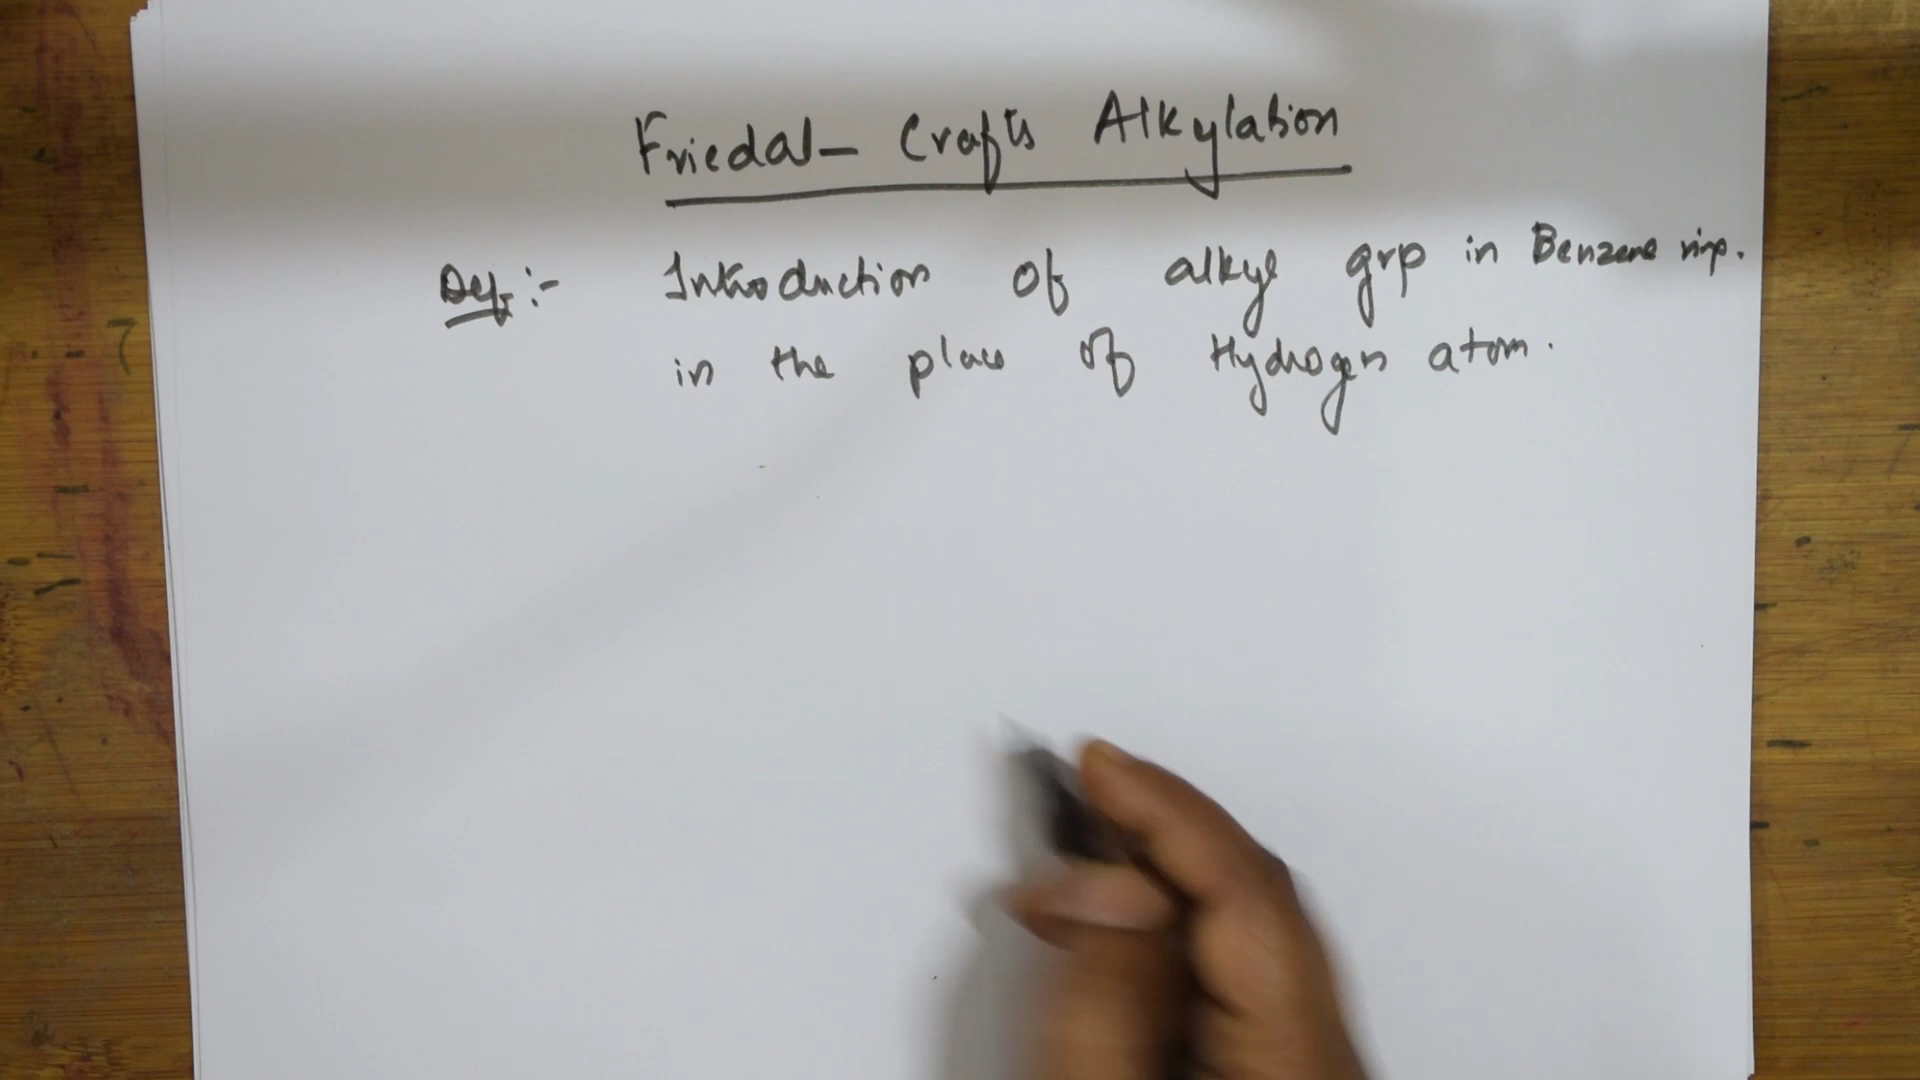 Friedal - Crafts Alkylation
Def :- Introduction of alkyl grp in Benzene ring.
in the place of Hydrogen atom.